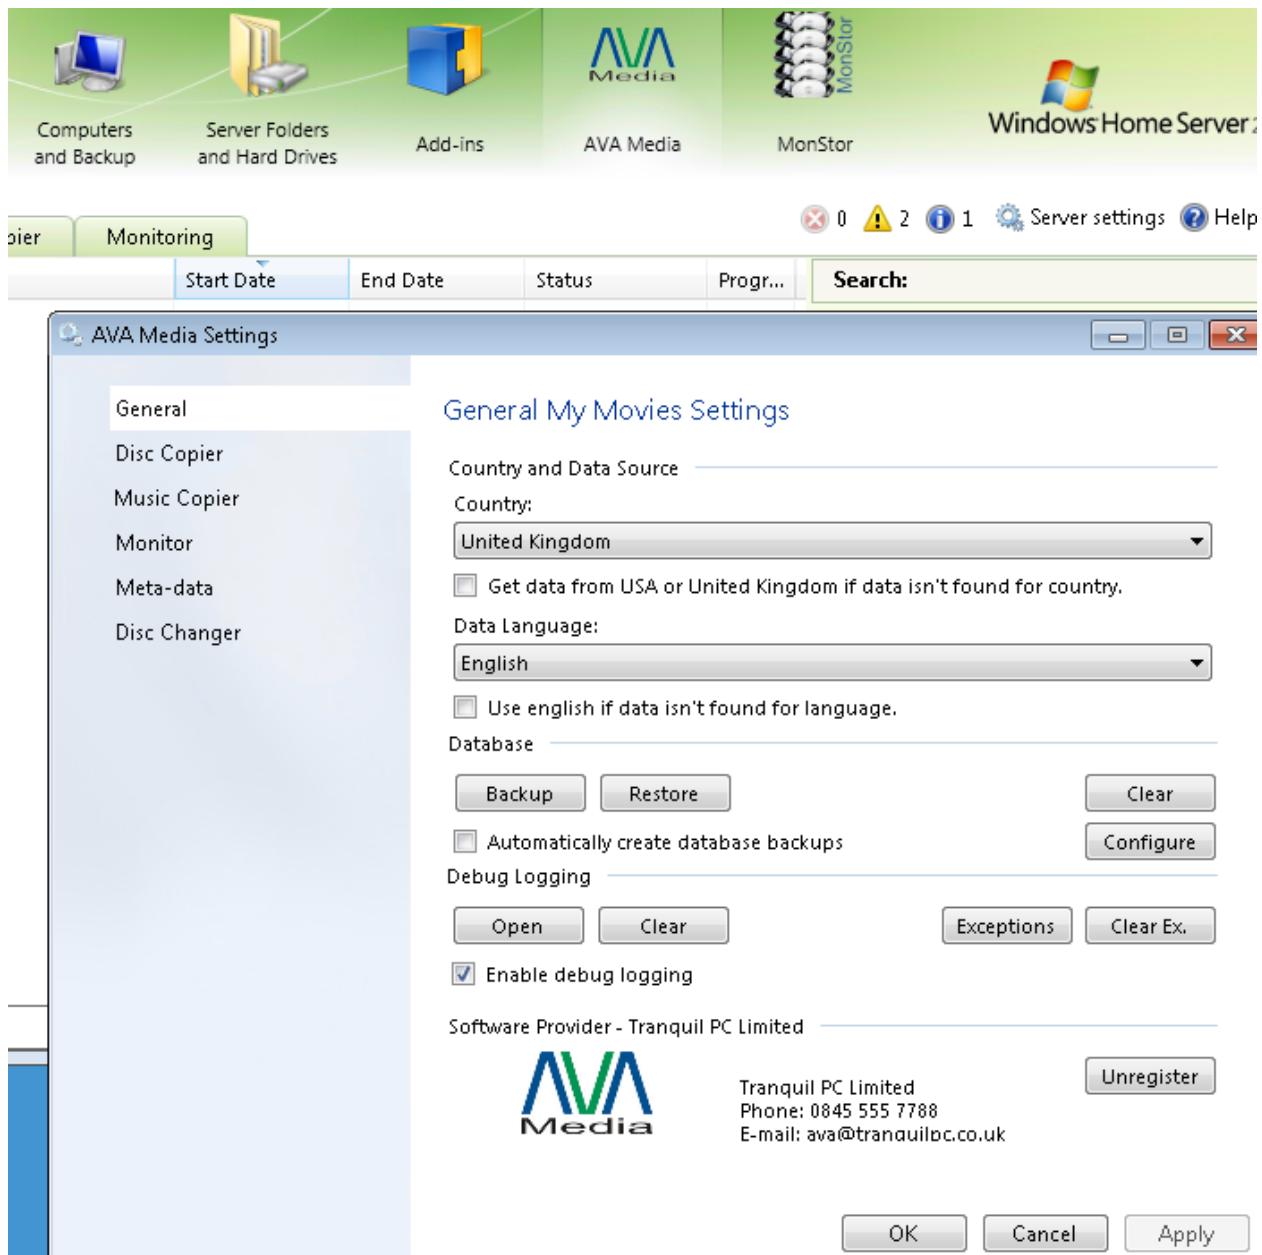 AVA
Media
MonStor
Computers
and Backup
Server Folders
and Hard Drives
Add-ins
AVA Media
MonStor
Windows Home Server
0 2 1 Server settings Help
Monitoring
Start Date End Date Status Progr... Search:
AVA Media Settings
General
Disc Copier
Music Copier
Monitor
Meta-data
Disc Changer
General My Movies Settings
Country and Data Source
Country:
United Kingdom
Get data from USA or United Kingdom if data isn't found for country.
Data Language:
English
Use english if data isn't found for language.
Database
Backup Restore Clear
Automatically create database backups Configure
Debug Logging
Open Clear Exceptions Clear Ex.
Enable debug logging
Software Provider - Tranquil PC Limited
AVA
Media
Unregister
Tranquil PC Limited
Phone: 0845 555 7788
E-mail: ava@tranquilpc.co.uk
OK Cancel Apply